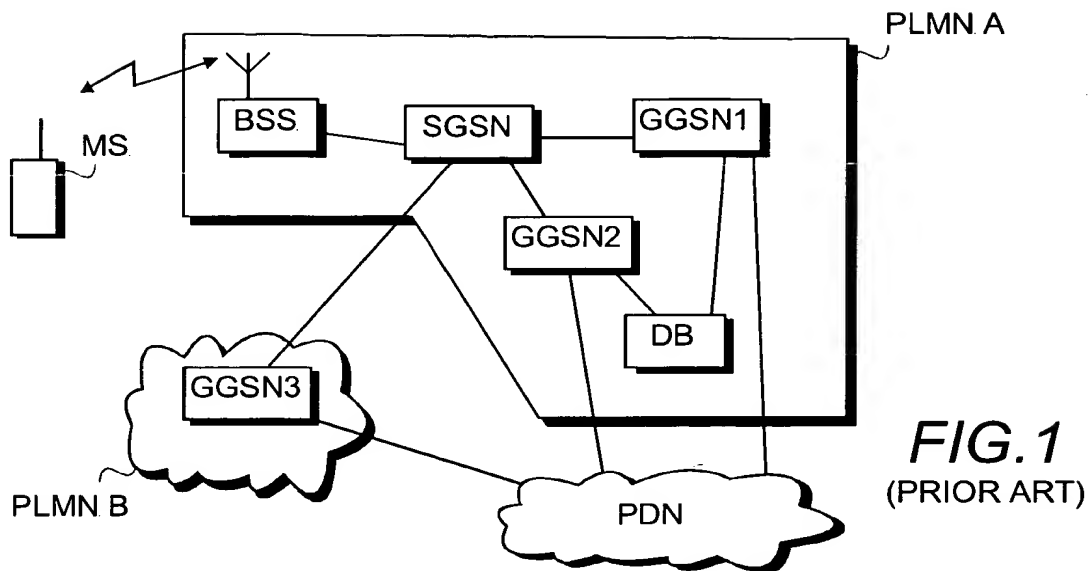 PLMN A
BSS
SGSN
GGSN1
MS
GGSN2
DB
GGSN3
PLMN B
PDN
FIG.1
(PRIOR ART)